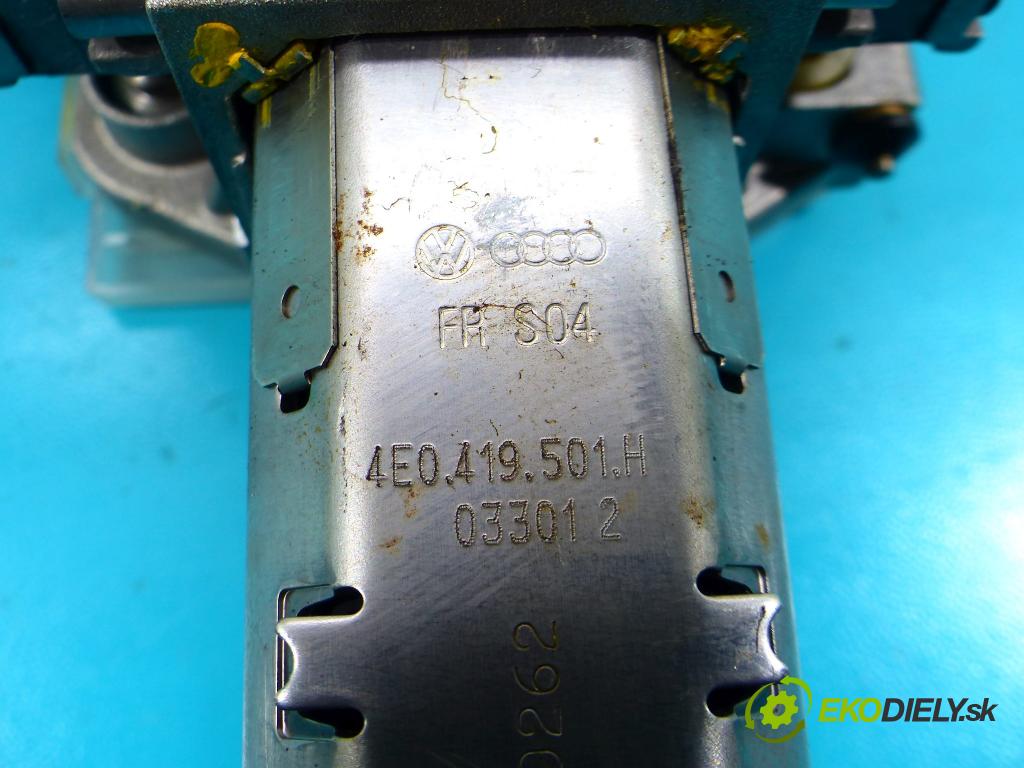 FR S04
4E0.419.501.H
03301 2
0262
EKODIELY.sk